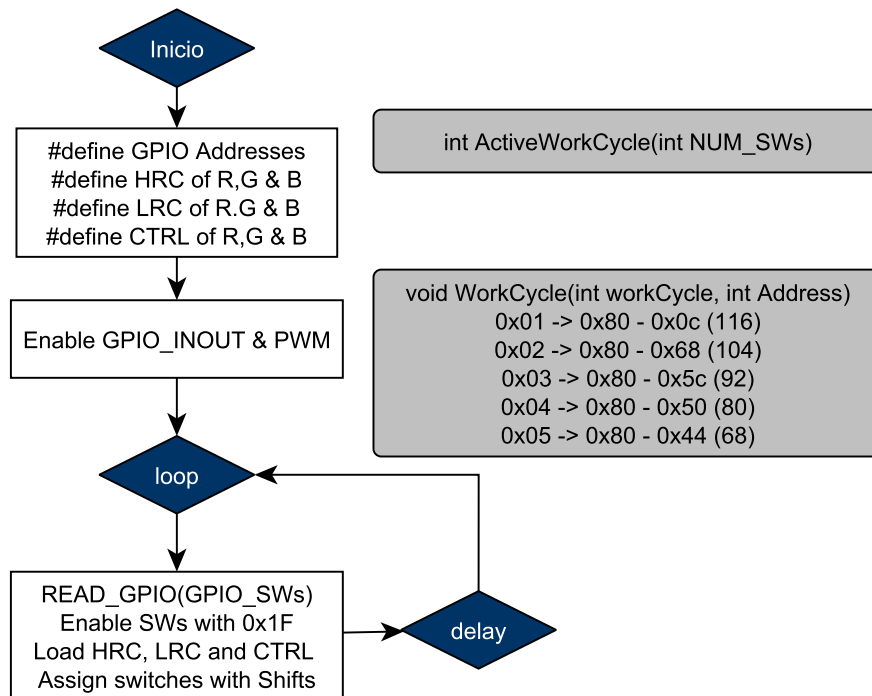 Inicio
#define GPIO Addresses
#define HRC of R,G & B
#define LRC of R.G & B
#define CTRL of R,G & B
int ActiveWorkCycle(int NUM_SWs)
Enable GPIO_INOUT & PWM
void WorkCycle(int workCycle, int Address)
0x01 -> 0x80 - 0x0c (116)
0x02 -> 0x80 - 0x68 (104)
0x03 -> 0x80 - 0x5c (92)
0x04 -> 0x80 - 0x50 (80)
0x05 -> 0x80 - 0x44 (68)
loop
READ_GPIO(GPIO_SWs)
Enable SWs with 0x1F
Load HRC, LRC and CTRL
Assign switches with Shifts
delay